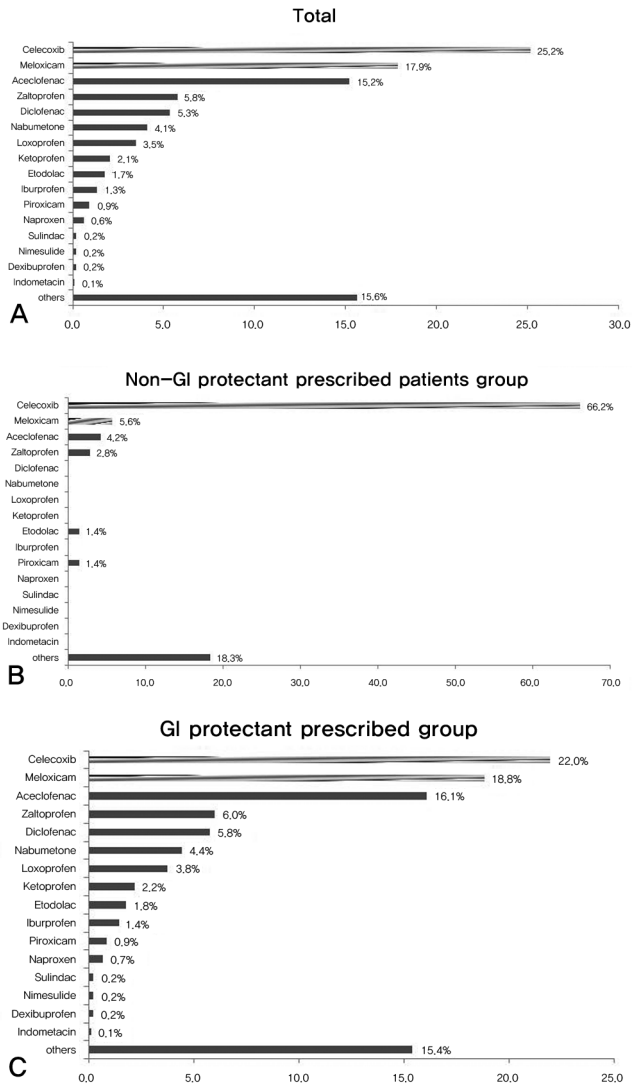 Total
Celecoxib 25,2%
Meloxicam 17,9%
Aceclofenac 15,2%
Zaltoprofen 5,8%
Diclofenac 5,3%
Nabumetone 4,1%
Loxoprofen 3,5%
Ketoprofen 2,1%
Etodolac 1,7%
Iburprofen 1,3%
Piroxicam 0,9%
Naproxen 0,6%
Sulindac 0,2%
Nimesulide 0,2%
Dexibuprofen 0,2%
Indometacin 0,1%
others 15,6%
A 0,0 5,0 10,0 15,0 20,0 25,0 30,0
Non-GI protectant prescribed patients group
Celecoxib 66,2%
Meloxicam 5,6%
Aceclofenac 4,2%
Zaltoprofen 2,8%
Diclofenac
Nabumetone
Loxoprofen
Ketoprofen
Etodolac 1,4%
Iburprofen
Piroxicam 1,4%
Naproxen
Sulindac
Nimesulide
Dexibuprofen
Indometacin
others 18,3%
B 0,0 10,0 20,0 30,0 40,0 50,0 60,0 70,0
GI protectant prescribed group
Celecoxib 22,0%
Meloxicam 18,8%
Aceclofenac 16,1%
Zaltoprofen 6,0%
Diclofenac 5,8%
Nabumetone 4,4%
Loxoprofen 3,8%
Ketoprofen 2,2%
Etodolac 1,8%
Iburprofen 1,4%
Piroxicam 0,9%
Naproxen 0,7%
Sulindac 0,2%
Nimesulide 0,2%
Dexibuprofen 0,2%
Indometacin 0,1%
others 15,4%
C 0,0 5,0 10,0 15,0 20,0 25,0